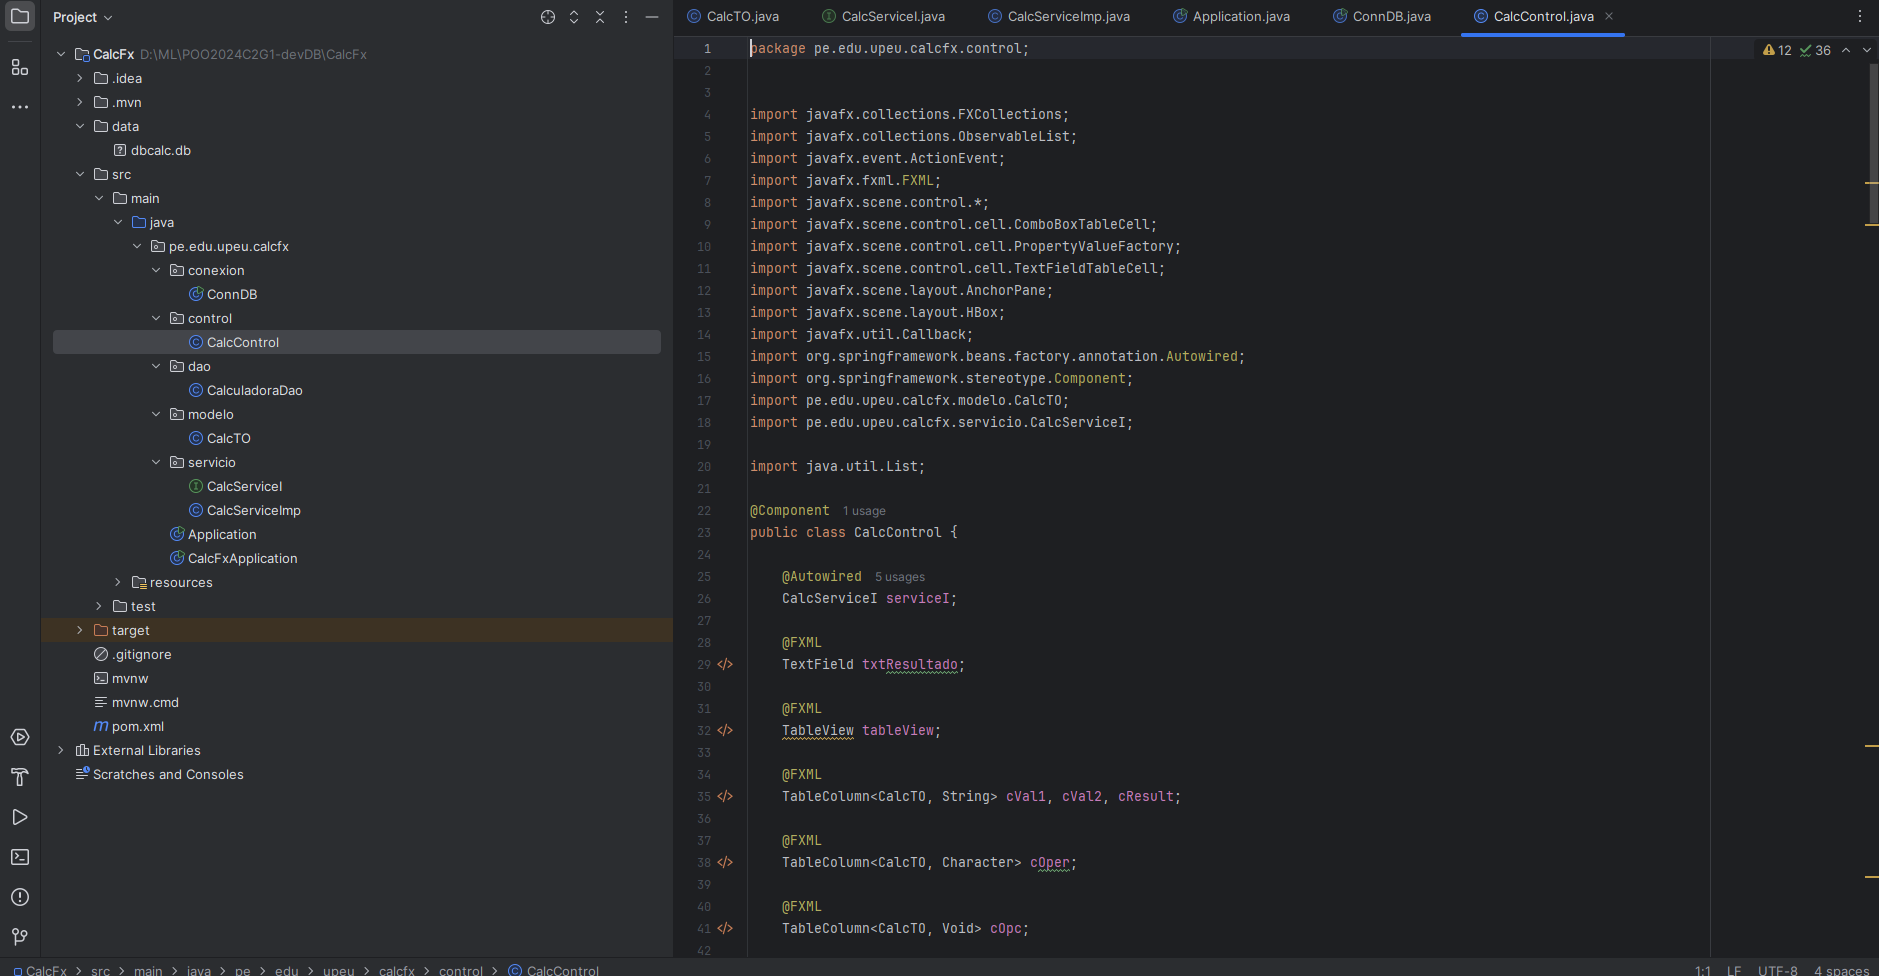 Project
CalcFx D:\ML\POO2024C2G1-devDB\CalcFx
.idea
.mvn
data
dbcalc.db
src
main
java
pe.edu.upeu.calcfx
conexion
ConnDB
control
CalcControl
dao
CalculadoraDao
modelo
CalcTO
servicio
CalcServiceI
CalcServiceImp
Application
CalcFxApplication
resources
test
target
.gitignore
mvnw
mvnw.cmd
pom.xml
External Libraries
Scratches and Consoles
CalcTO.java CalcServiceI.java CalcServiceImp.java Application.java ConnDB.java CalcControl.java
12 36
1 package pe.edu.upeu.calcfx.control;
2
3
4 import javafx.collections.FXCollections;
5 import javafx.collections.ObservableList;
6 import javafx.event.ActionEvent;
7 import javafx.fxml.FXML;
8 import javafx.scene.control.*;
9 import javafx.scene.control.cell.ComboBoxTableCell;
10 import javafx.scene.control.cell.PropertyValueFactory;
11 import javafx.scene.control.cell.TextFieldTableCell;
12 import javafx.scene.layout.AnchorPane;
13 import javafx.scene.layout.HBox;
14 import javafx.util.Callback;
15 import org.springframework.beans.factory.annotation.Autowired;
16 import org.springframework.stereotype.Component;
17 import pe.edu.upeu.calcfx.modelo.CalcTO;
18 import pe.edu.upeu.calcfx.servicio.CalcServiceI;
19
20 import java.util.List;
21
22 @Component 1 usage
23 public class CalcControl {
24
25 @Autowired 5 usages
26 CalcServiceI serviceI;
27
28 @FXML
29 TextField txtResultado;
30
31 @FXML
32 TableView tableView;
33
34 @FXML
35 TableColumn<CalcTO, String> cVal1, cVal2, cResult;
36
37 @FXML
38 TableColumn<CalcTO, Character> cOper;
39
40 @FXML
41 TableColumn<CalcTO, Void> cOpc;
42
CalcFx > src > main > java > pe > edu > upeu > calcfx > control > CalcControl
1:1 LF UTF-8 4 spaces